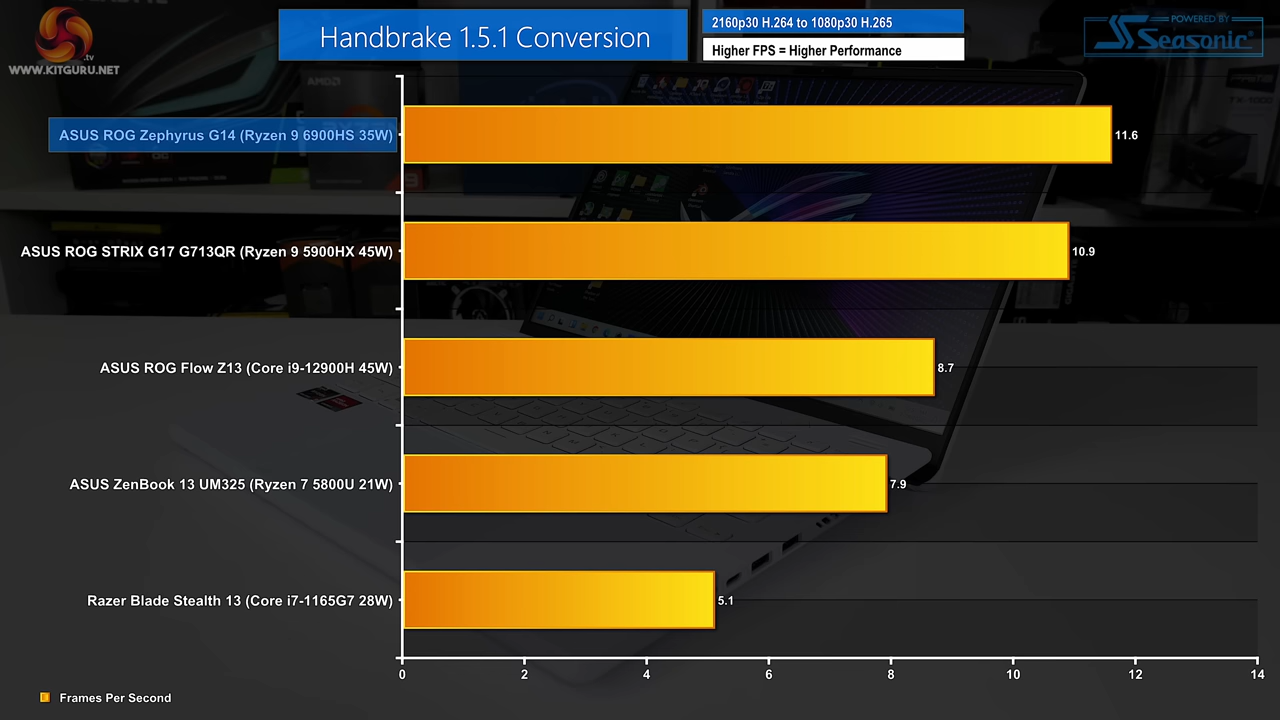 Handbrake 1.5.1 Conversion
2160p30 H.264 to 1080p30 H.265
Higher FPS = Higher Performance
POWERED BY
Seasonic®
.tv
WWW.KITGURU.NET
AMD
ASUS ROG Zephyrus G14 (Ryzen 9 6900HS 35W)
11.6
ASUS ROG STRIX G17 G713QR (Ryzen 9 5900HX 45W)
10.9
ASUS ROG Flow Z13 (Core i9-12900H 45W)
8.7
ASUS ZenBook 13 UM325 (Ryzen 7 5800U 21W)
7.9
Razer Blade Stealth 13 (Core i7-1165G7 28W)
5.1
0 2 4 6 8 10 12 14
Frames Per Second